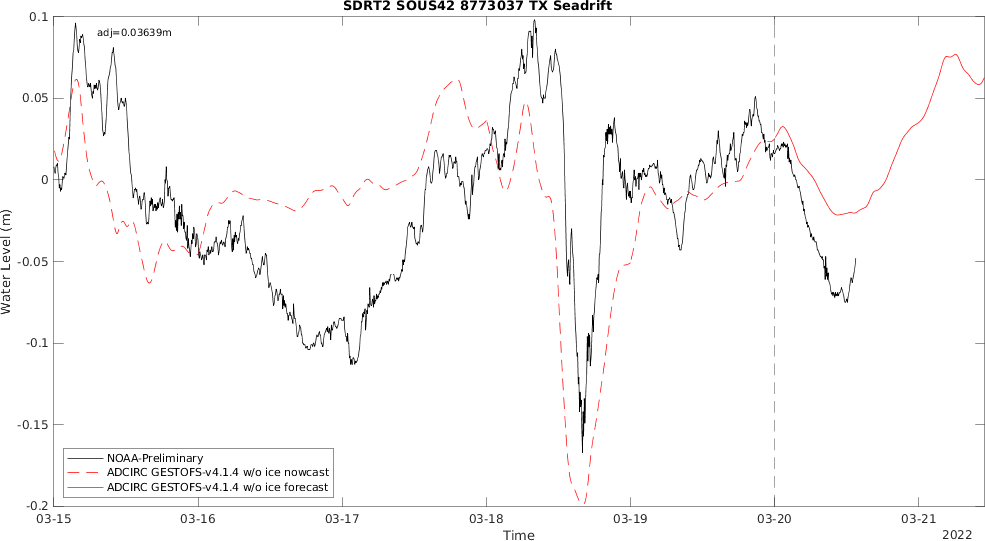 SDRT2 SOUS42 8773037 TX Seadrift
adj=0.03639m
0.1
0.05
0
-0.05
-0.1
-0.15
-0.2
Water Level (m)
NOAA-Preliminary
ADCIRC GESTOFS-v4.1.4 w/o ice nowcast
ADCIRC GESTOFS-v4.1.4 w/o ice forecast
03-15 03-16 03-17 03-18 03-19 03-20 03-21
Time
2022